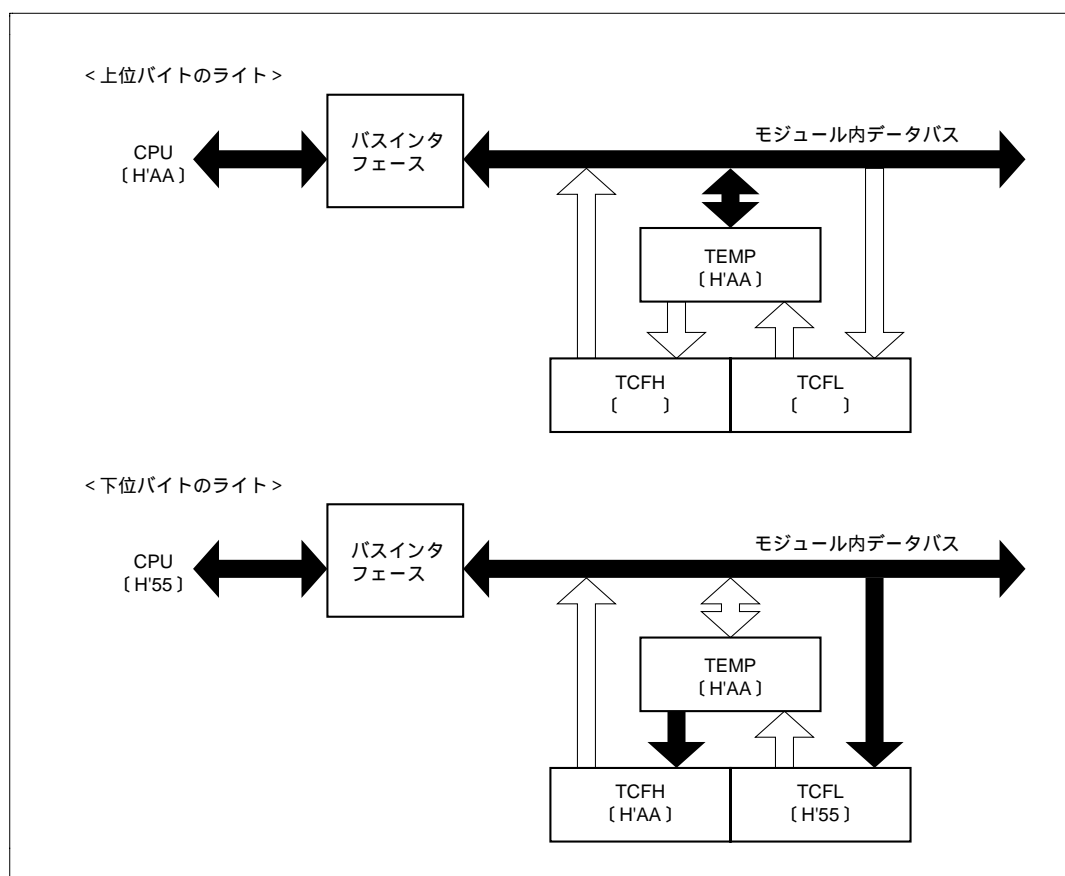 < 上位バイトのライト >
CPU
〔 H'AA 〕
バスインタ
フェース
モジュール内データバス
TEMP
〔 H'AA 〕
TCFH
〔 〕
TCFL
〔 〕
< 下位バイトのライト >
CPU
〔 H'55 〕
バスインタ
フェース
モジュール内データバス
TEMP
〔 H'AA 〕
TCFH
〔 H'AA 〕
TCFL
〔 H'55 〕